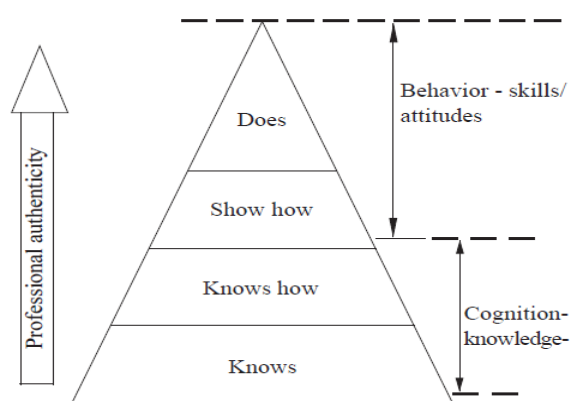 Professional authenticity
Does
Show how
Knows how
Knows
Behavior - skills/
attitudes
Cognition-
knowledge-